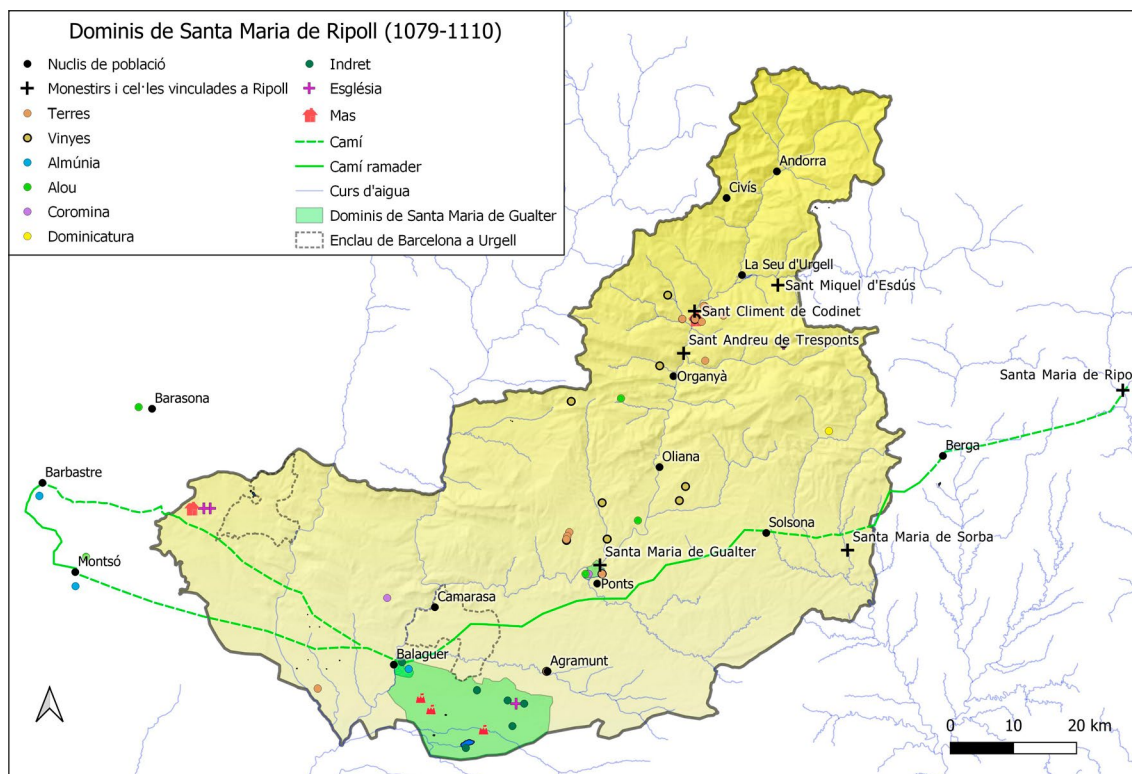 Dominis de Santa Maria de Ripoll (1079-1110)
Nuclis de població
Monestirs i cel·les vinculades a Ripoll
Terres
Vinyes
Almúnia
Alou
Coromina
Dominicatura
Indret
Església
Mas
Camí
Camí ramader
Curs d'aigua
Dominis de Santa Maria de Gualter
Enclau de Barcelona a Urgell
Andorra
Civís
La Seu d'Urgell
Sant Miquel d'Esdús
Sant Climent de Codinet
Sant Andreu de Tresponts
Organyà
Santa Maria de Ripo
Barasona
Berga
Oliana
Barbastre
Solsona
Santa Maria de Sorba
Santa Maria de Gualter
Montsó
Ponts
Camarasa
Balaguer
Agramunt
0 10 20 km